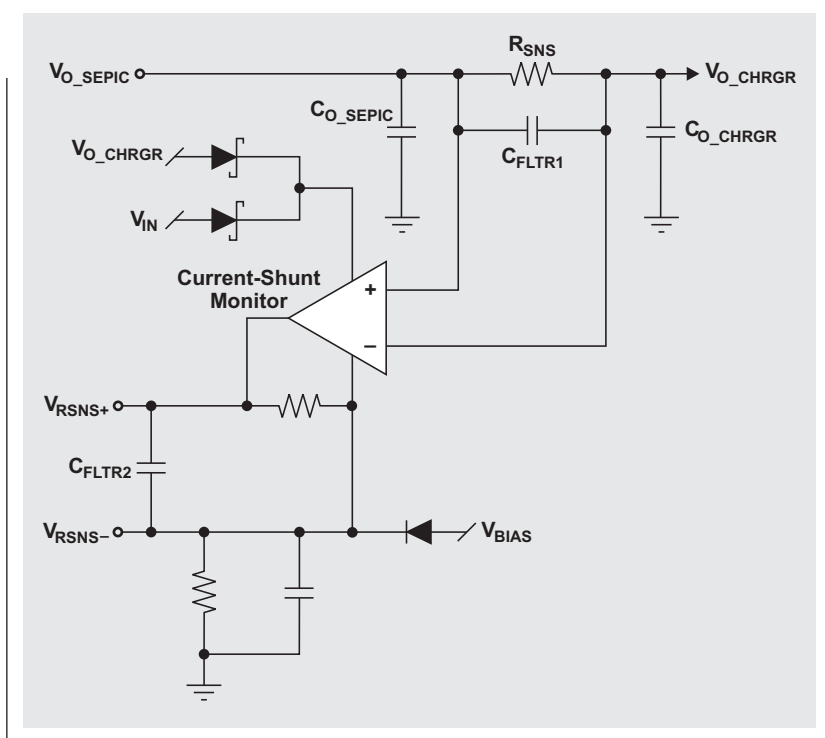 R_SNS
V_O_SEPIC
V_O_CHRGR
C_O_SEPIC
C_O_CHRGR
C_FLTR1
V_O_CHRGR
V_IN
Current-Shunt
Monitor
+
−
V_RSNS+
C_FLTR2
V_RSNS−
V_BIAS